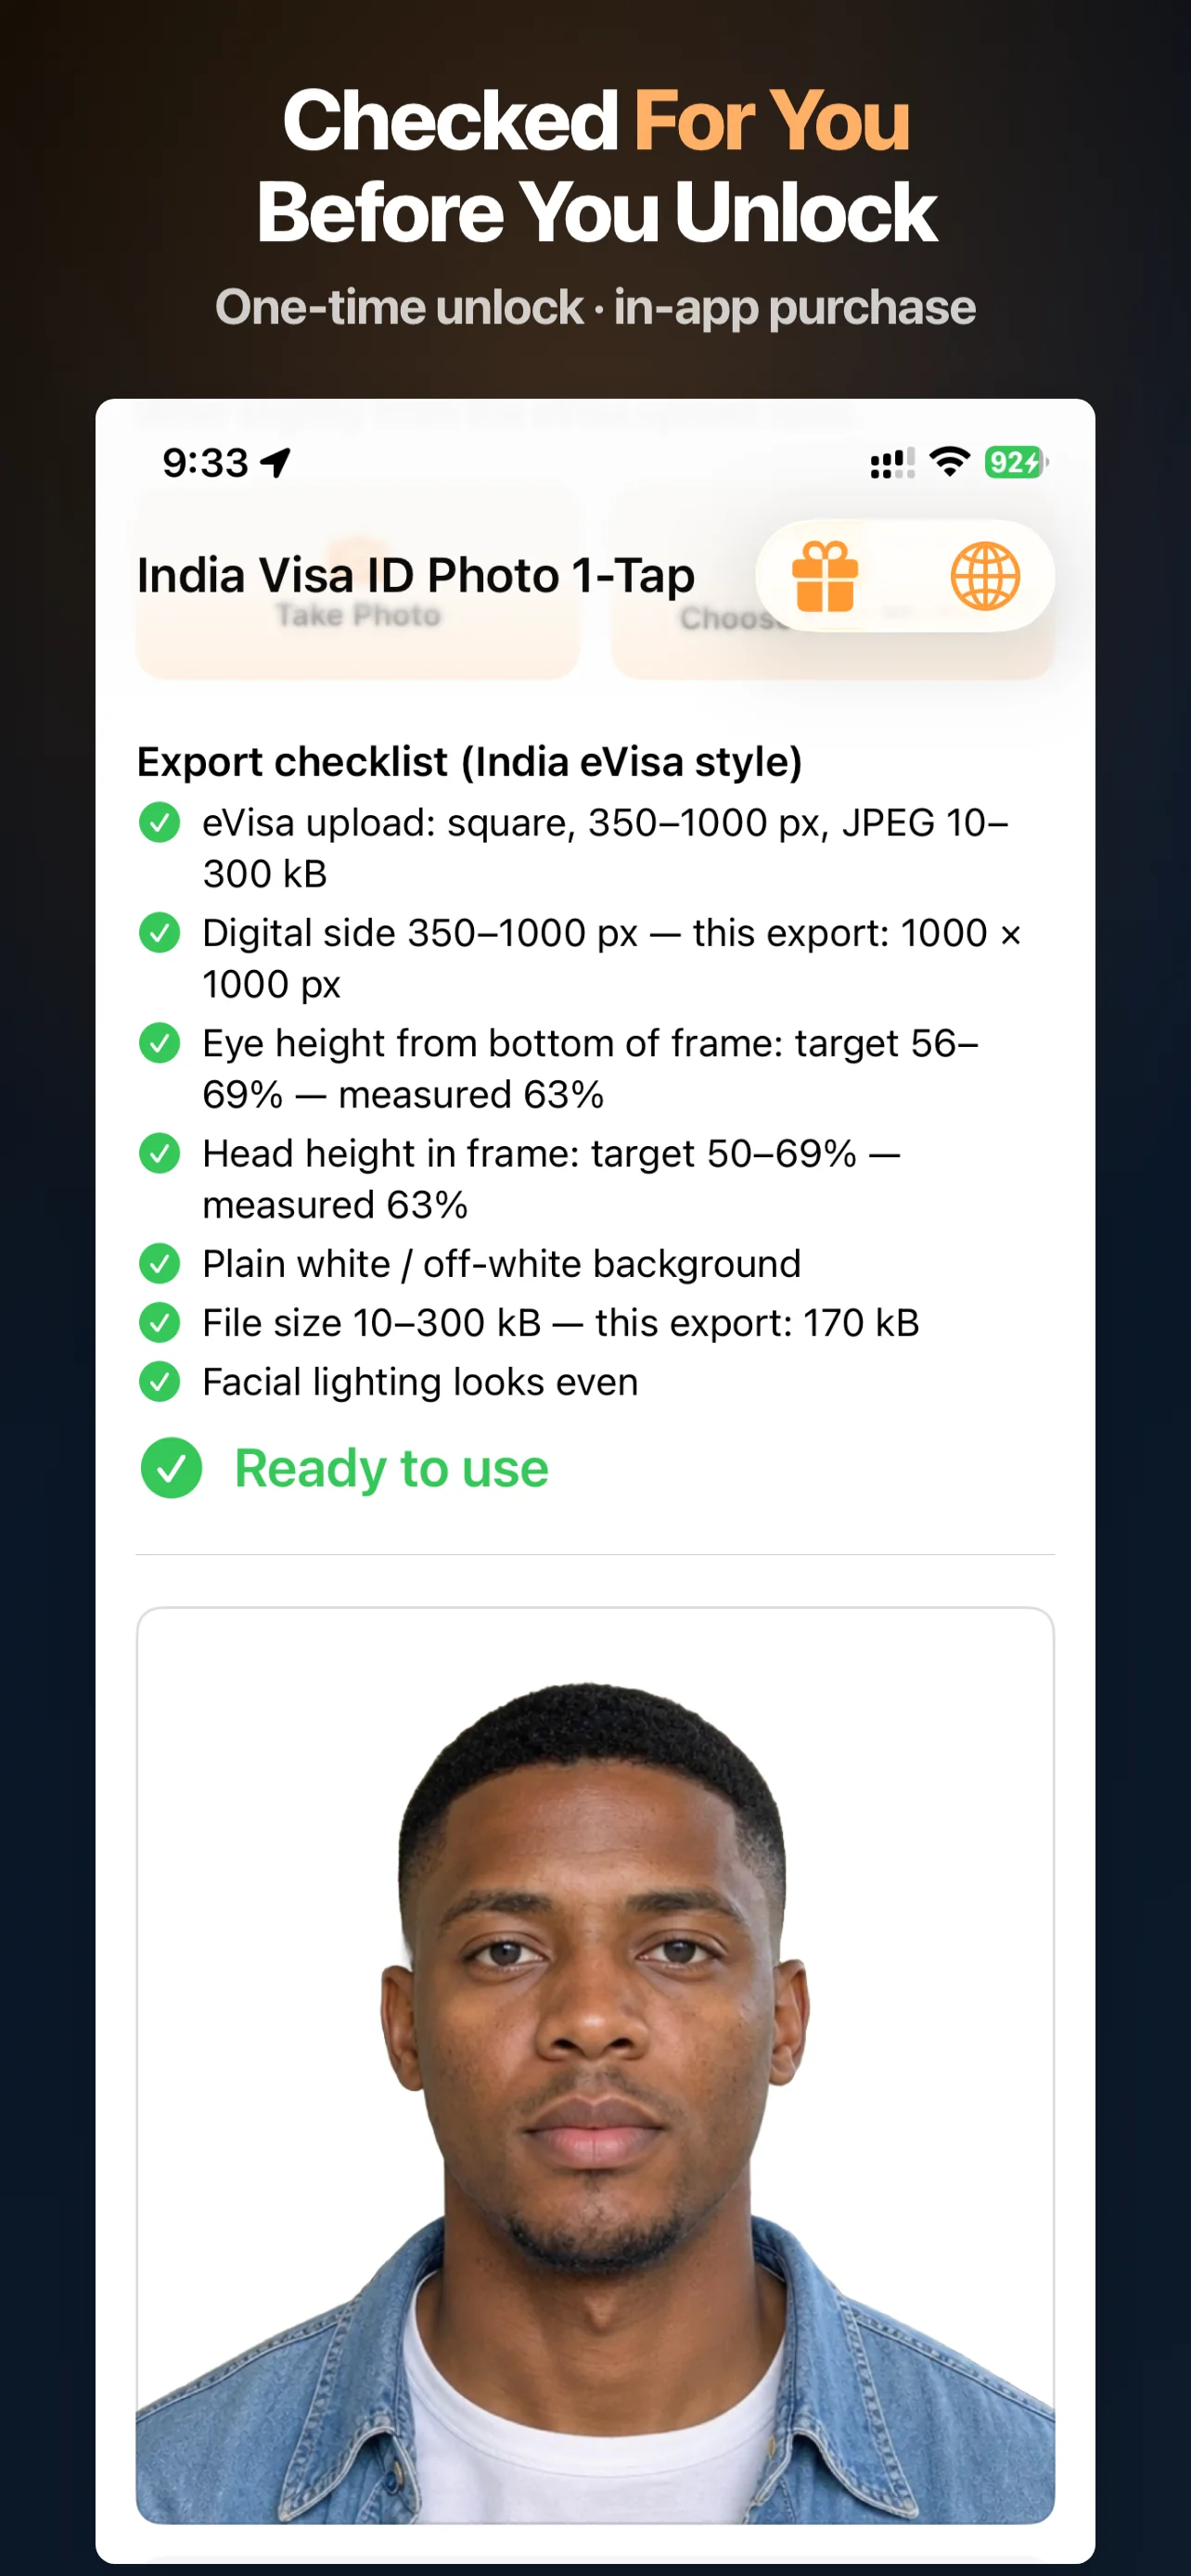 Checked For You
Before You Unlock
One-time unlock · in-app purchase
9:33
92
India Visa ID Photo 1-Tap
Take Photo
Choose
Export checklist (India eVisa style)
eVisa upload: square, 350–1000 px, JPEG 10–
300 kB
Digital side 350–1000 px — this export: 1000 ×
1000 px
Eye height from bottom of frame: target 56–
69% — measured 63%
Head height in frame: target 50–69% —
measured 63%
Plain white / off-white background
File size 10–300 kB — this export: 170 kB
Facial lighting looks even
Ready to use